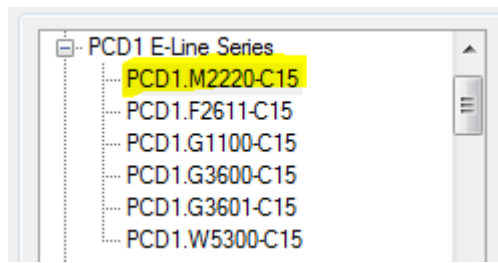 PCD1 E-Line Series
PCD1.M2220-C15
PCD1.F2611-C15
PCD1.G1100-C15
PCD1.G3600-C15
PCD1.G3601-C15
PCD1.W5300-C15